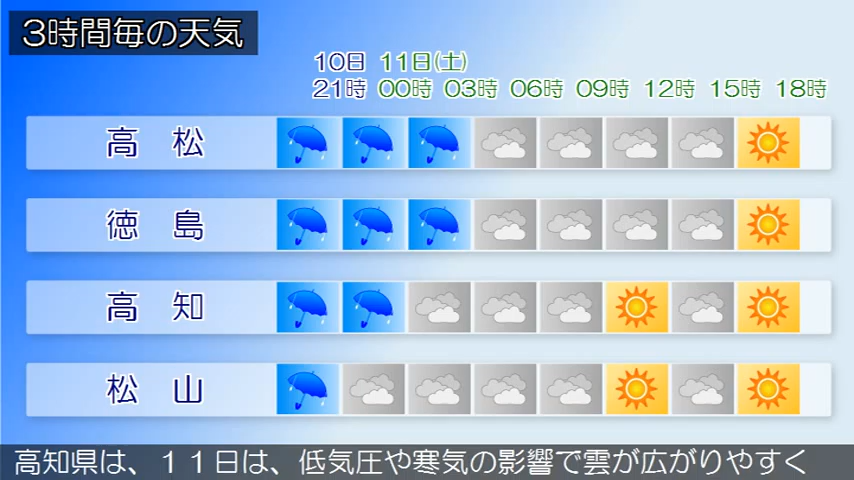 3時間毎の天気
10日 11日(土)
21時 00時 03時 06時 09時 12時 15時 18時
高松
徳島
高知
松山
高知県は、11日は、低気圧や寒気の影響で雲が広がりやすく